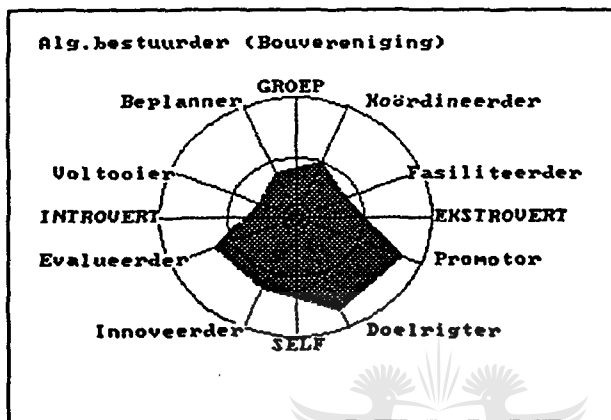 Alg.bestuurder (Bouvereniging)
GROEP
Beplanner Koördineerder
Voltooier Fasiliteerder
INTROVERT EKSTROVERT
Evalueerder Promotor
Innoveerder Doelrigter
SELF